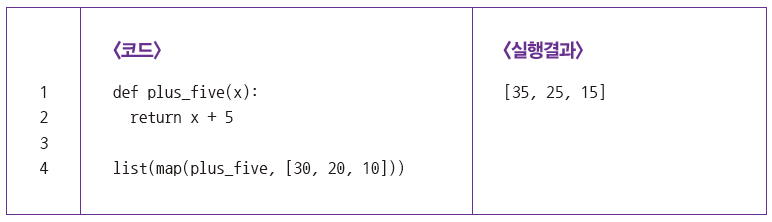 〈코드〉
〈실행결과〉
1 def plus_five(x):
2   return x + 5
3
4 list(map(plus_five, [30, 20, 10]))
[35, 25, 15]